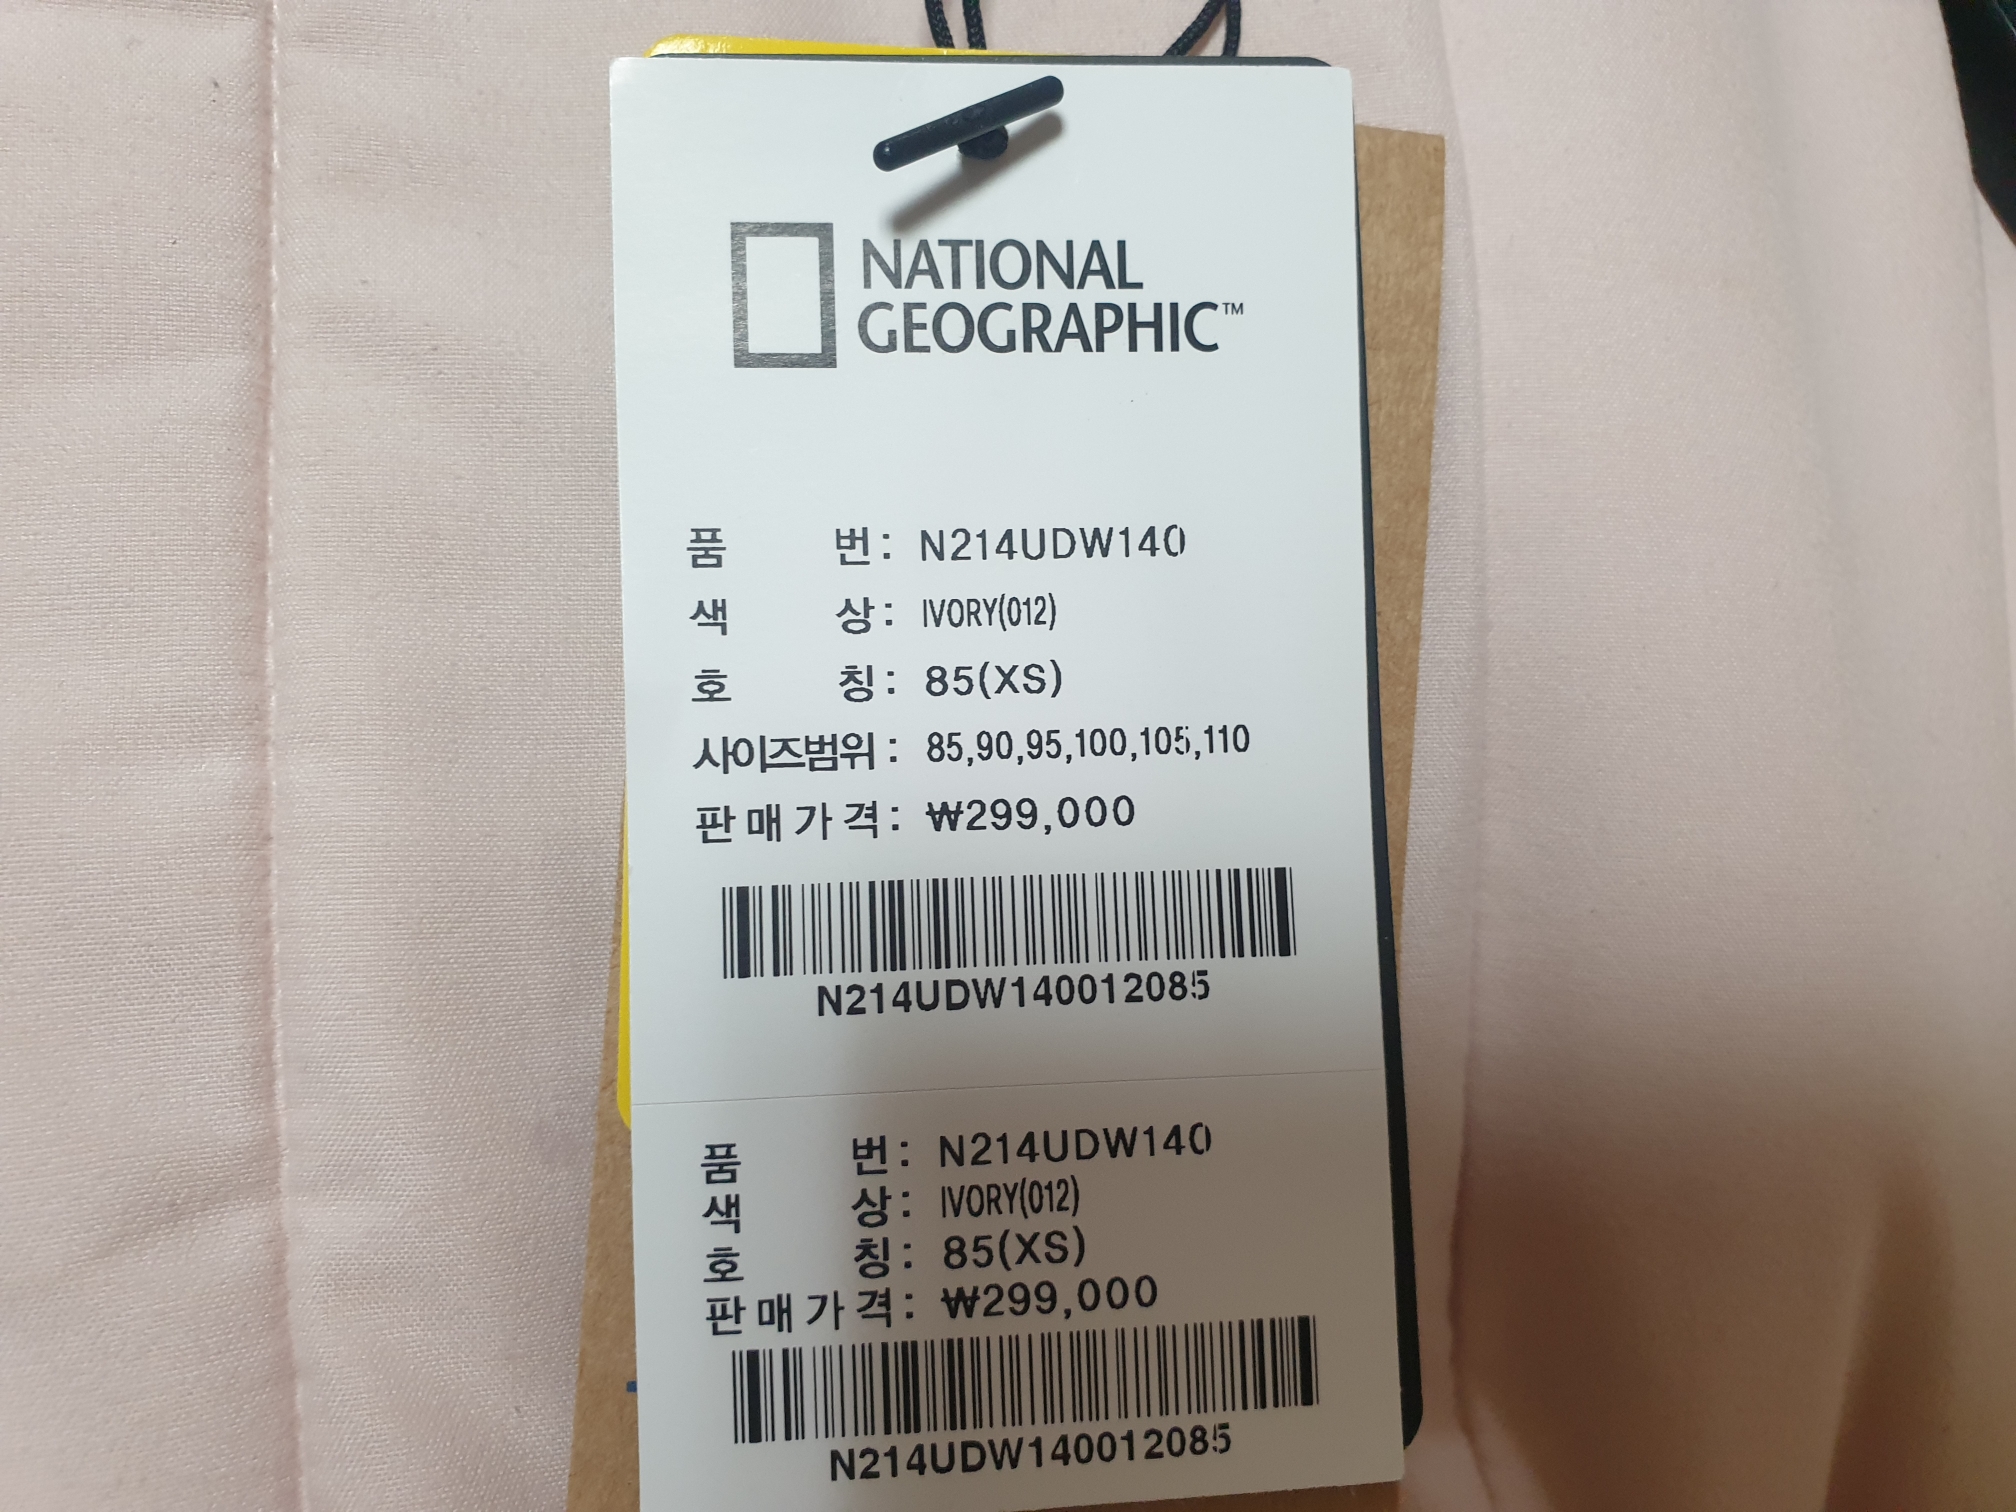 NATIONAL
GEOGRAPHIC™
품 번 : N214UDW140
색 상 : IVORY(012)
호 칭 : 85(XS)
사이즈범위 : 85,90,95,100,105,110
판매가격 : ₩299,000
N214UDW140012085
품 번 : N214UDW140
색 상 : IVORY(012)
호 칭 : 85(XS)
판매가격 : ₩299,000
N214UDW140012085